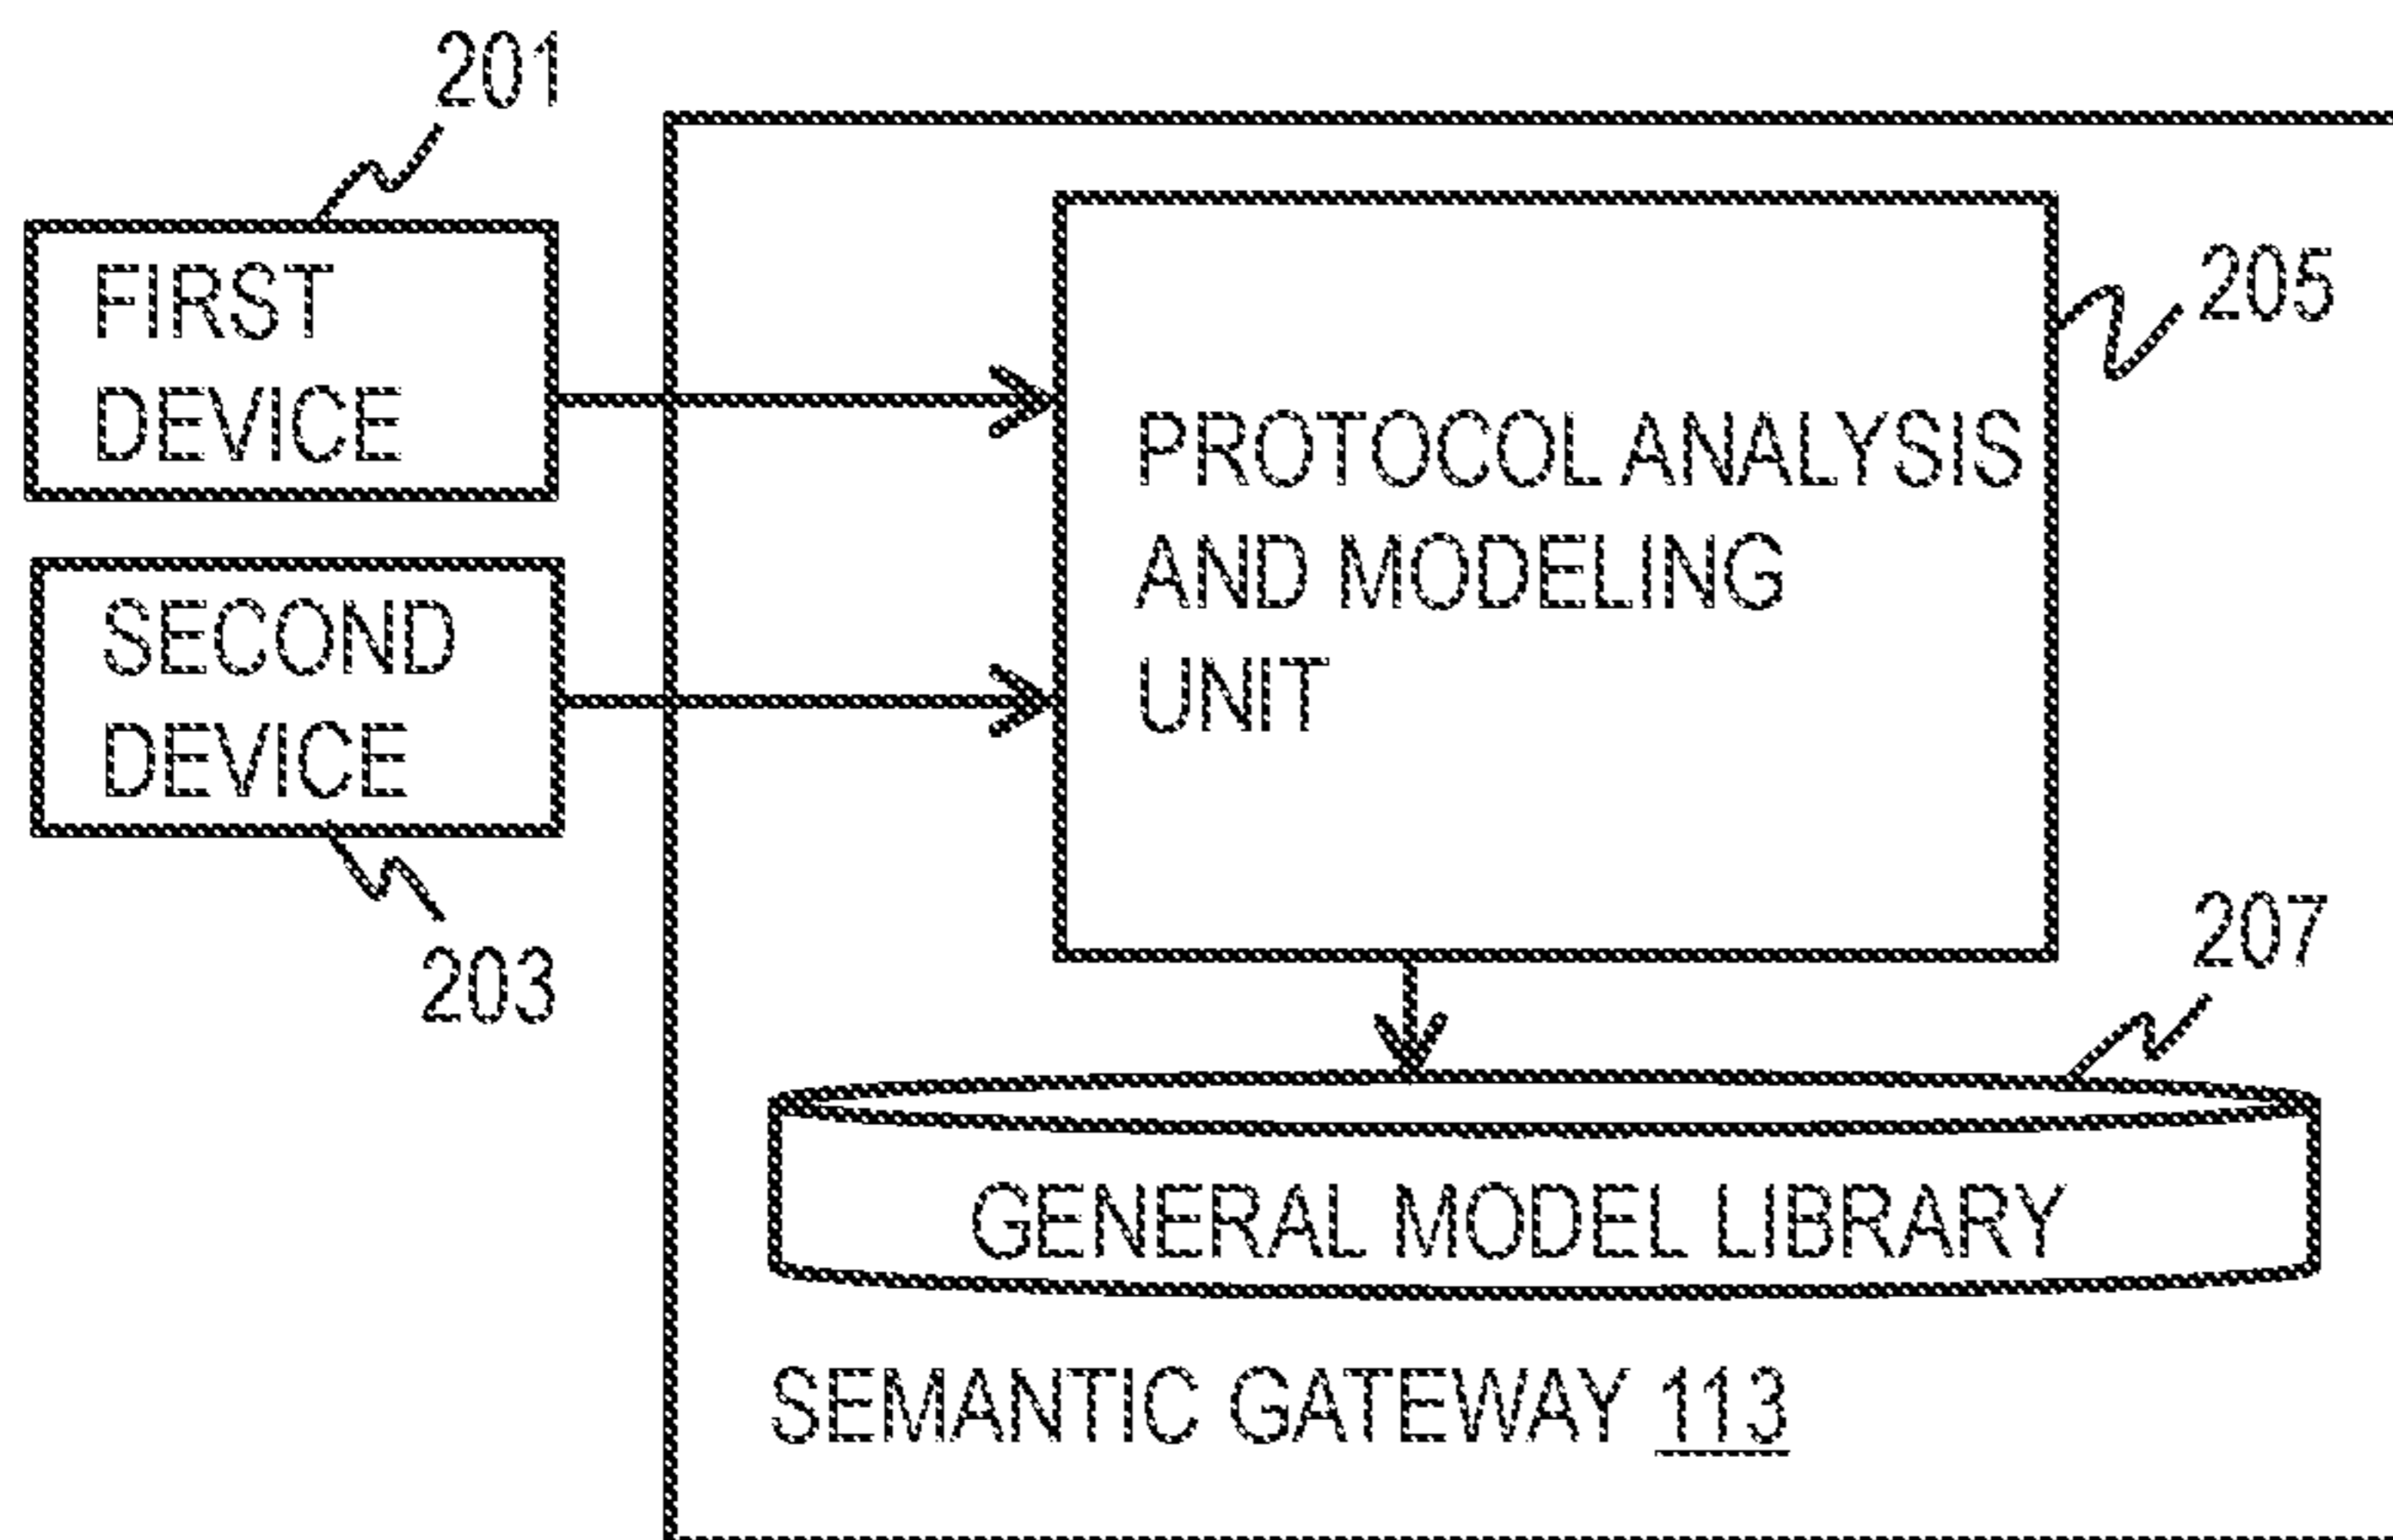 201
FIRST
DEVICE
205
PROTOCOL ANALYSIS
AND MODELING
UNIT
SECOND
DEVICE
203
207
GENERAL MODEL LIBRARY
SEMANTIC GATEWAY 113